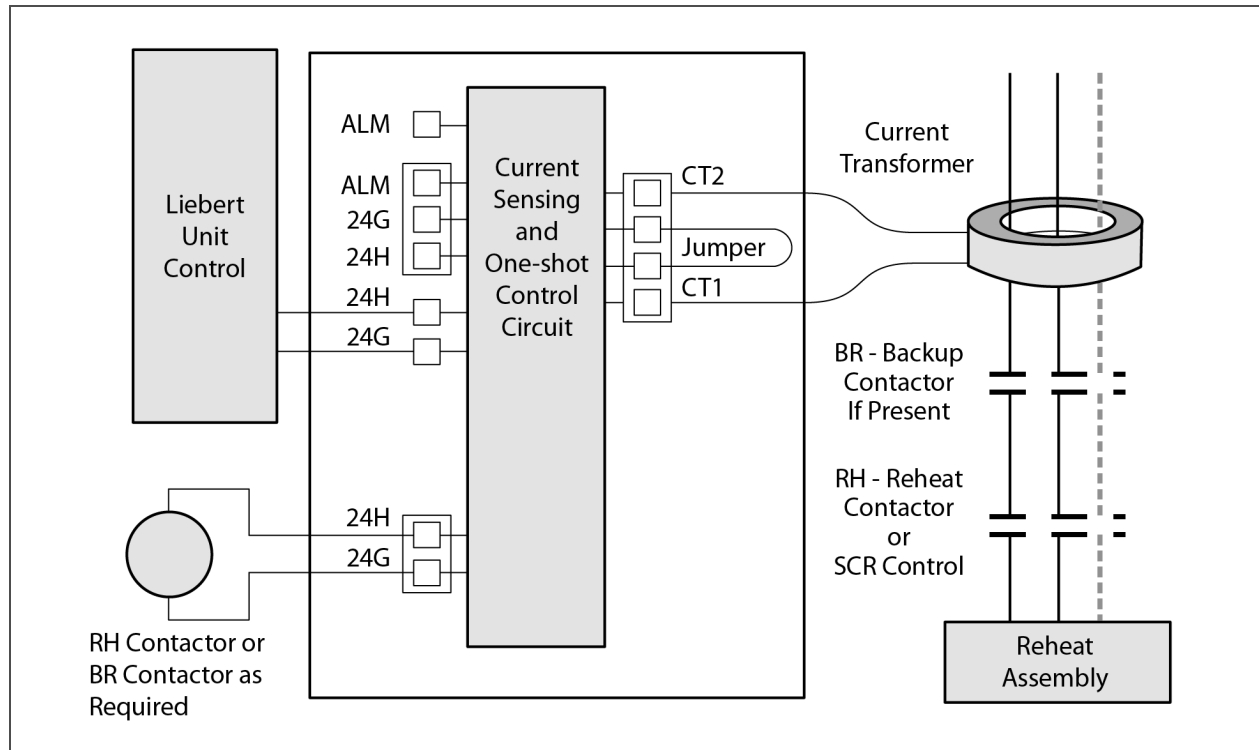 Liebert
Unit
Control
ALM
ALM
24G
24H
24H
24G
Current
Sensing
and
One-shot
Control
Circuit
CT2
Jumper
CT1
Current
Transformer
BR - Backup
Contactor
If Present
RH - Reheat
Contactor
or
SCR Control
24H
24G
RH Contactor or
BR Contactor as
Required
Reheat
Assembly